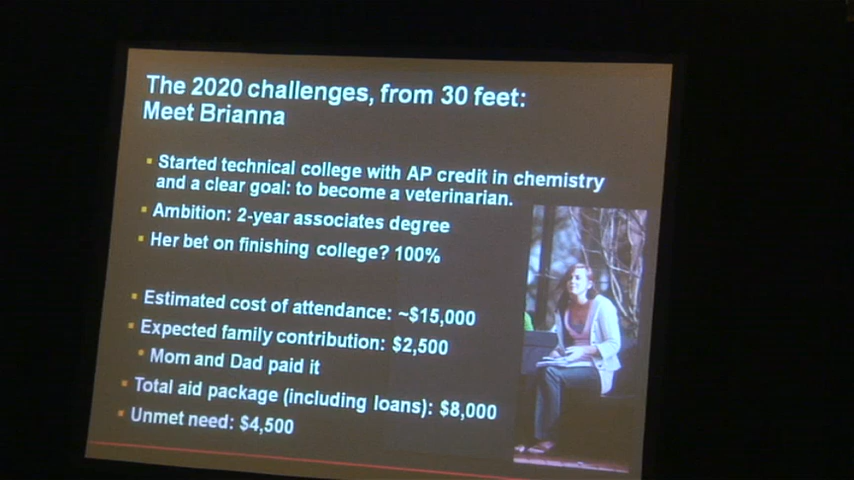 The 2020 challenges, from 30 feet:
Meet Brianna
Started technical college with AP credit in chemistry
and a clear goal: to become a veterinarian.
Ambition: 2-year associates degree
Her bet on finishing college? 100%
Estimated cost of attendance: ~$15,000
Expected family contribution: $2,500
Mom and Dad paid it
Total aid package (including loans): $8,000
Unmet need: $4,500